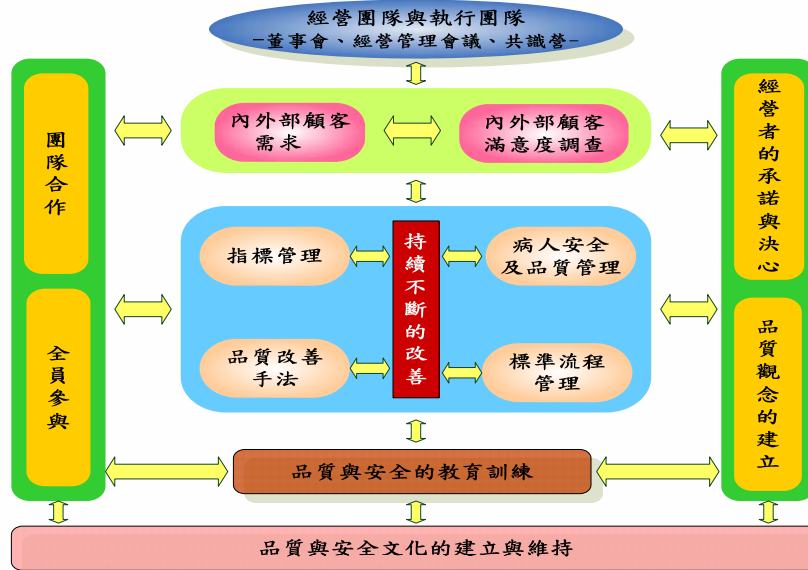 經營團隊與執行團隊
-董事會、經營管理會議、共識營-
團隊合作
全員參與
內外部顧客
需求
內外部顧客
滿意度調查
指標管理
病人安全
及品質管理
持續不斷的改善
品質改善
手法
標準流程
管理
經營者的承諾與決心
品質觀念的建立
品質與安全的教育訓練
品質與安全文化的建立與維持